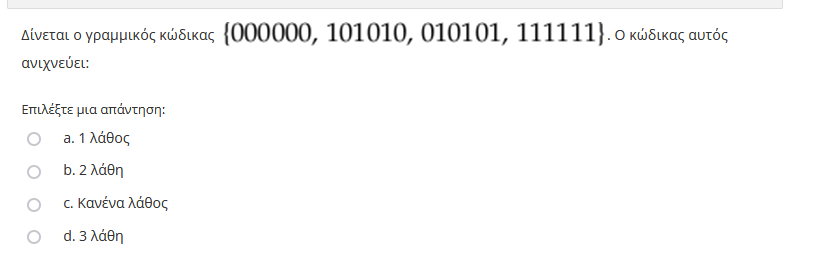 Δίνεται ο γραμμικός κώδικας {000000, 101010, 010101, 111111}. Ο κώδικας αυτός
ανιχνεύει:
Επιλέξτε μια απάντηση:
a. 1 λάθος
b. 2 λάθη
c. Κανένα λάθος
d. 3 λάθη